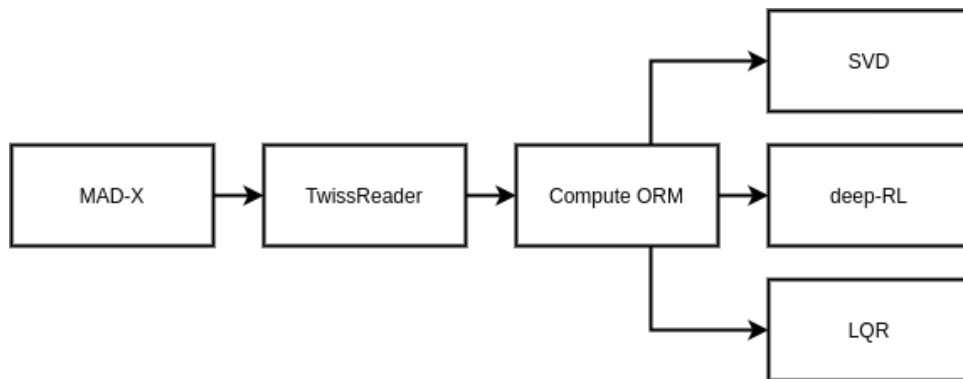 SVD
MAD-X
TwissReader
Compute ORM
deep-RL
LQR